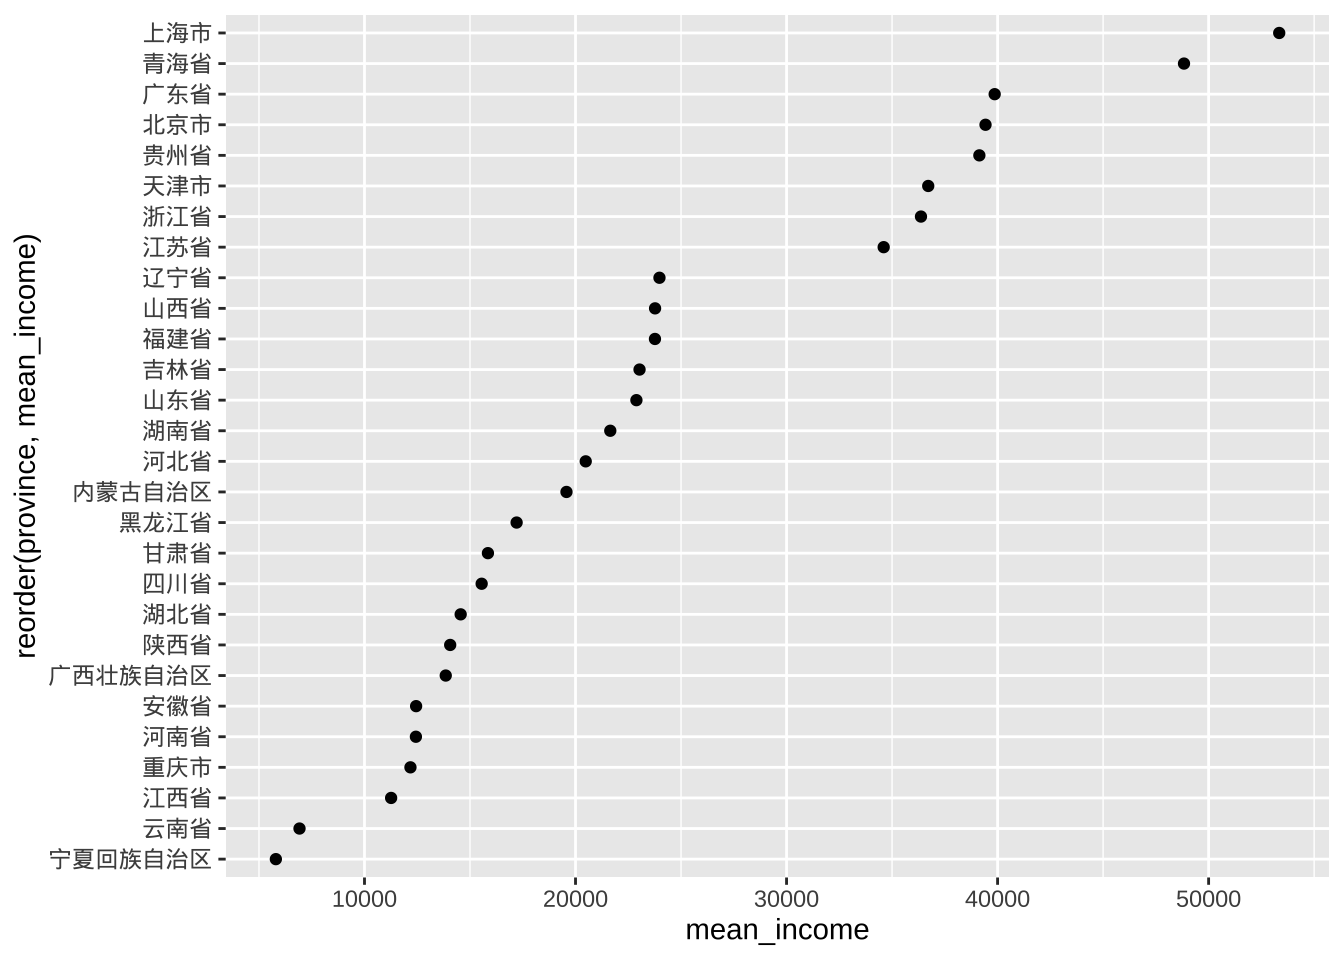 上海市
青海省
广东省
北京市
贵州省
天津市
浙江省
江苏省
辽宁省
山西省
福建省
吉林省
山东省
湖南省
河北省
内蒙古自治区
黑龙江省
甘肃省
四川省
湖北省
陕西省
广西壮族自治区
安徽省
河南省
重庆市
江西省
云南省
宁夏回族自治区
reorder(province, mean_income)
10000 20000 30000 40000 50000
mean_income